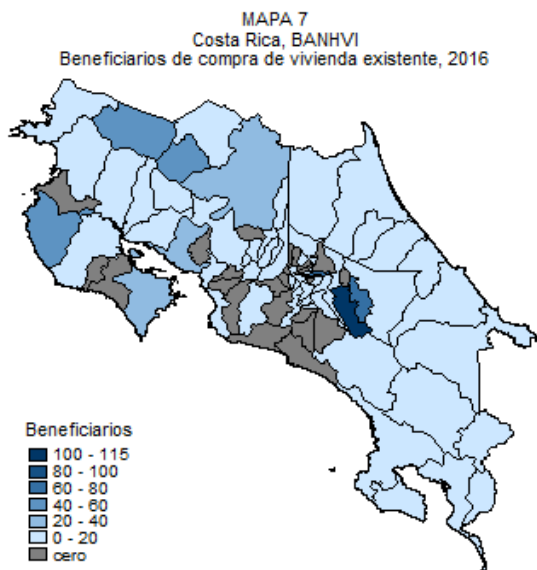 MAPA 7
Costa Rica, BANHVI
Beneficiarios de compra de vivienda existente, 2016
Beneficiarios
100 - 115
80 - 100
60 - 80
40 - 60
20 - 40
0 - 20
cero